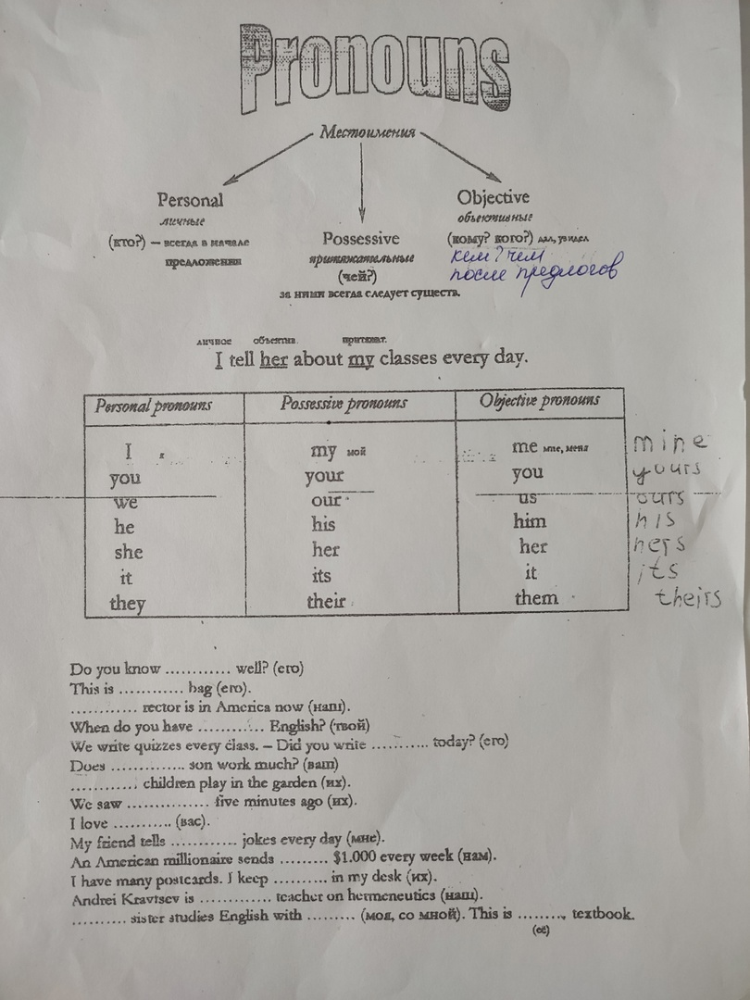 Pronouns
Местоимения
Personal
личные
(кто?) – всегда в начале
предложения
Possessive
притяжательные
(чей?)
за ними всегда следует существ.
Objective
объективные
(кому? кого?) дал, увидел
кем? чем
после предлогов
личное объектив. притяжат.
I tell her about my classes every day.
Personal pronouns Possessive pronouns Objective pronouns
I я my мой me мне, меня mine
you your you yours
we our us ours
he his him his
she her her hers
it its it its
they their them theirs
Do you know ………… well? (его)
This is ………… bag (его).
………… rector is in America now (наш).
When do you have ………… English? (твой)
We write quizzes every class. – Did you write ……….. today? (его)
Does ………….. son work much? (ваш)
…………. children play in the garden (их).
We saw …………… five minutes ago (их).
I love ……….. (вас).
My friend tells ………… jokes every day (мне).
An American millionaire sends ……… $1.000 every week (нам).
I have many postcards. I keep ………. in my desk (их).
Andrei Kravtsev is …………. teacher on hermeneutics (наш).
………. sister studies English with ……… (моя, со мной). This is ……… textbook.
(её)